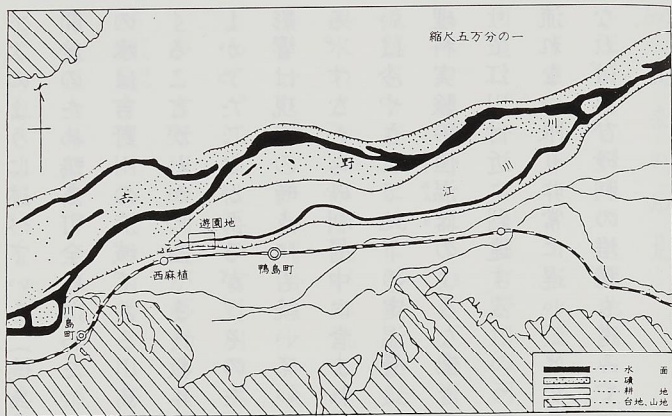 縮尺五万分の一
吉野川
江川
遊園地
西麻植
鴨島町
川島町
水面
礫
耕地
台地、山地